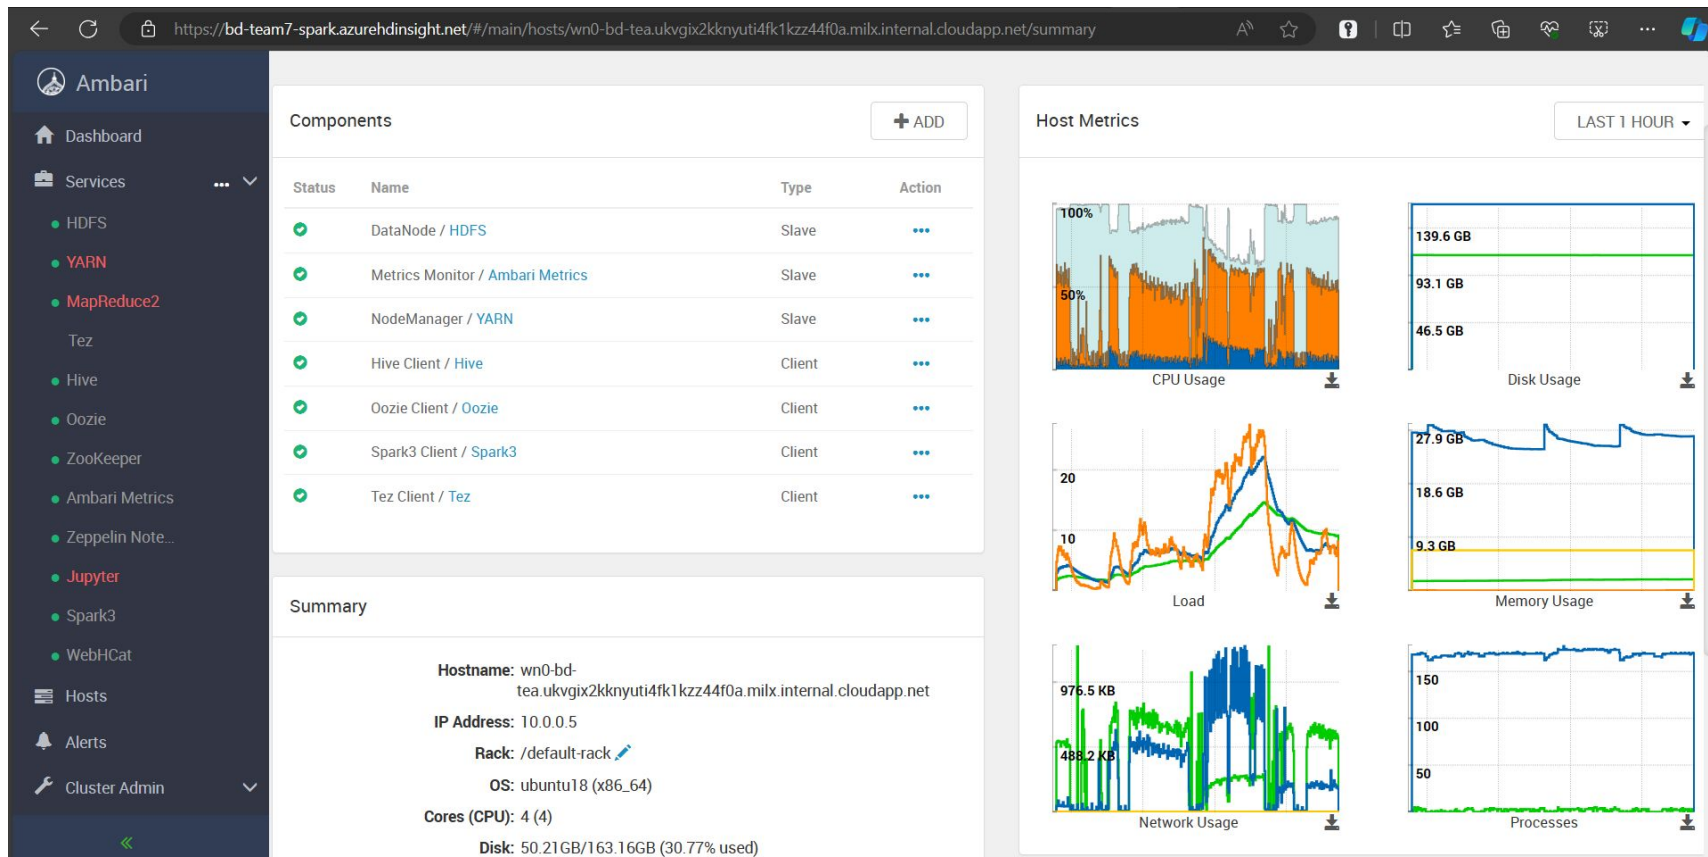 https://bd-team7-spark.azurehdinsight.net/#/main/hosts/wn0-bd-tea.ukvgix2kknyuti4fk1kzz44f0a.milx.internal.cloudapp.net/summary
Ambari
Dashboard
Services
HDFS
YARN
MapReduce2
Tez
Hive
Oozie
ZooKeeper
Ambari Metrics
Zeppelin Note...
Jupyter
Spark3
WebHCat
Hosts
Alerts
Cluster Admin
Components
ADD
Status Name Type Action
DataNode / HDFS Slave
Metrics Monitor / Ambari Metrics Slave
NodeManager / YARN Slave
Hive Client / Hive Client
Oozie Client / Oozie Client
Spark3 Client / Spark3 Client
Tez Client / Tez Client
Summary
Hostname: wn0-bd-
tea.ukvgix2kknyuti4fk1kzz44f0a.milx.internal.cloudapp.net
IP Address: 10.0.0.5
Rack: /default-rack
OS: ubuntu18 (x86_64)
Cores (CPU): 4 (4)
Disk: 50.21GB/163.16GB (30.77% used)
Host Metrics
LAST 1 HOUR
100%
50%
CPU Usage
139.6 GB
93.1 GB
46.5 GB
Disk Usage
20
10
Load
27.9 GB
18.6 GB
9.3 GB
Memory Usage
976.5 KB
488.2 KB
Network Usage
150
100
50
Processes